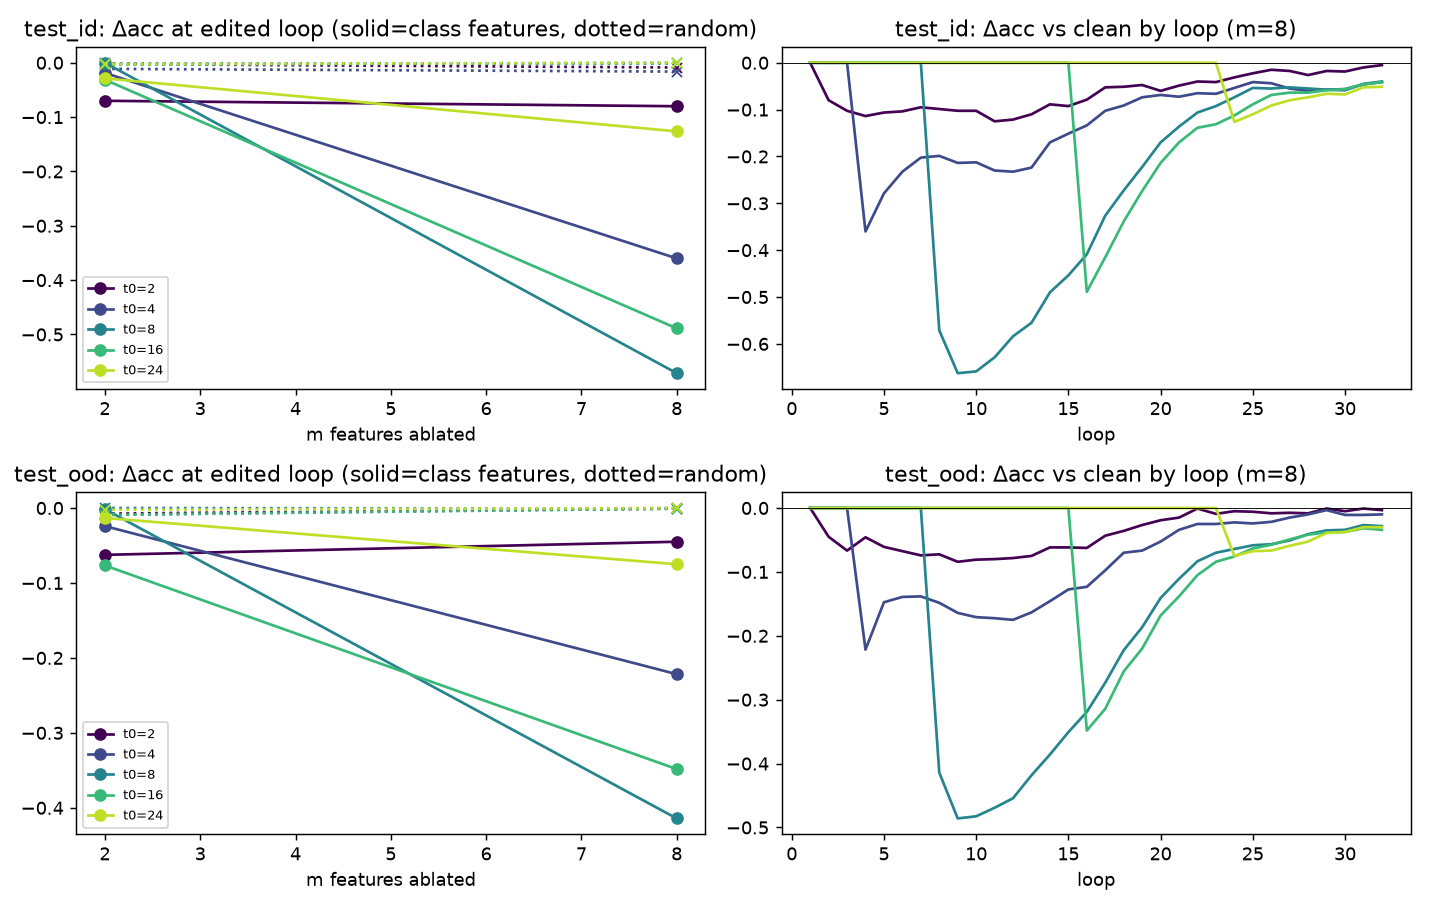 test_id: Δacc at edited loop (solid=class features, dotted=random)
0.0
−0.1
−0.2
−0.3
−0.4
−0.5
t0=2
t0=4
t0=8
t0=16
t0=24
2 3 4 5 6 7 8
m features ablated
test_id: Δacc vs clean by loop (m=8)
0.0
−0.1
−0.2
−0.3
−0.4
−0.5
−0.6
0 5 10 15 20 25 30
loop
test_ood: Δacc at edited loop (solid=class features, dotted=random)
0.0
−0.1
−0.2
−0.3
−0.4
t0=2
t0=4
t0=8
t0=16
t0=24
2 3 4 5 6 7 8
m features ablated
test_ood: Δacc vs clean by loop (m=8)
0.0
−0.1
−0.2
−0.3
−0.4
−0.5
0 5 10 15 20 25 30
loop